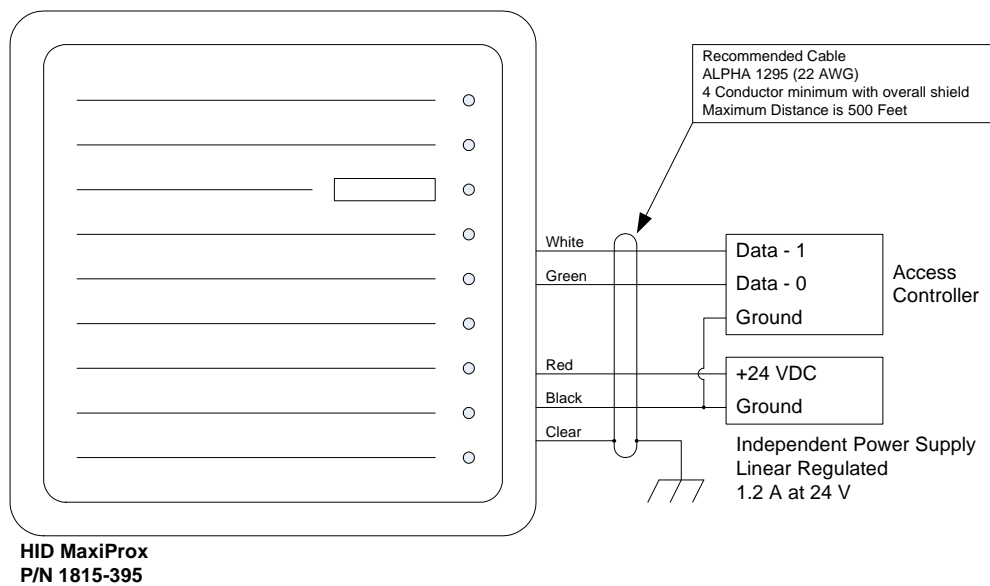 Recommended Cable
ALPHA 1295 (22 AWG)
4 Conductor minimum with overall shield
Maximum Distance is 500 Feet
White
Green
Data - 1
Data - 0
Ground
Access
Controller
Red
Black
Clear
+24 VDC
Ground
Independent Power Supply
Linear Regulated
1.2 A at 24 V
HID MaxiProx
P/N 1815-395